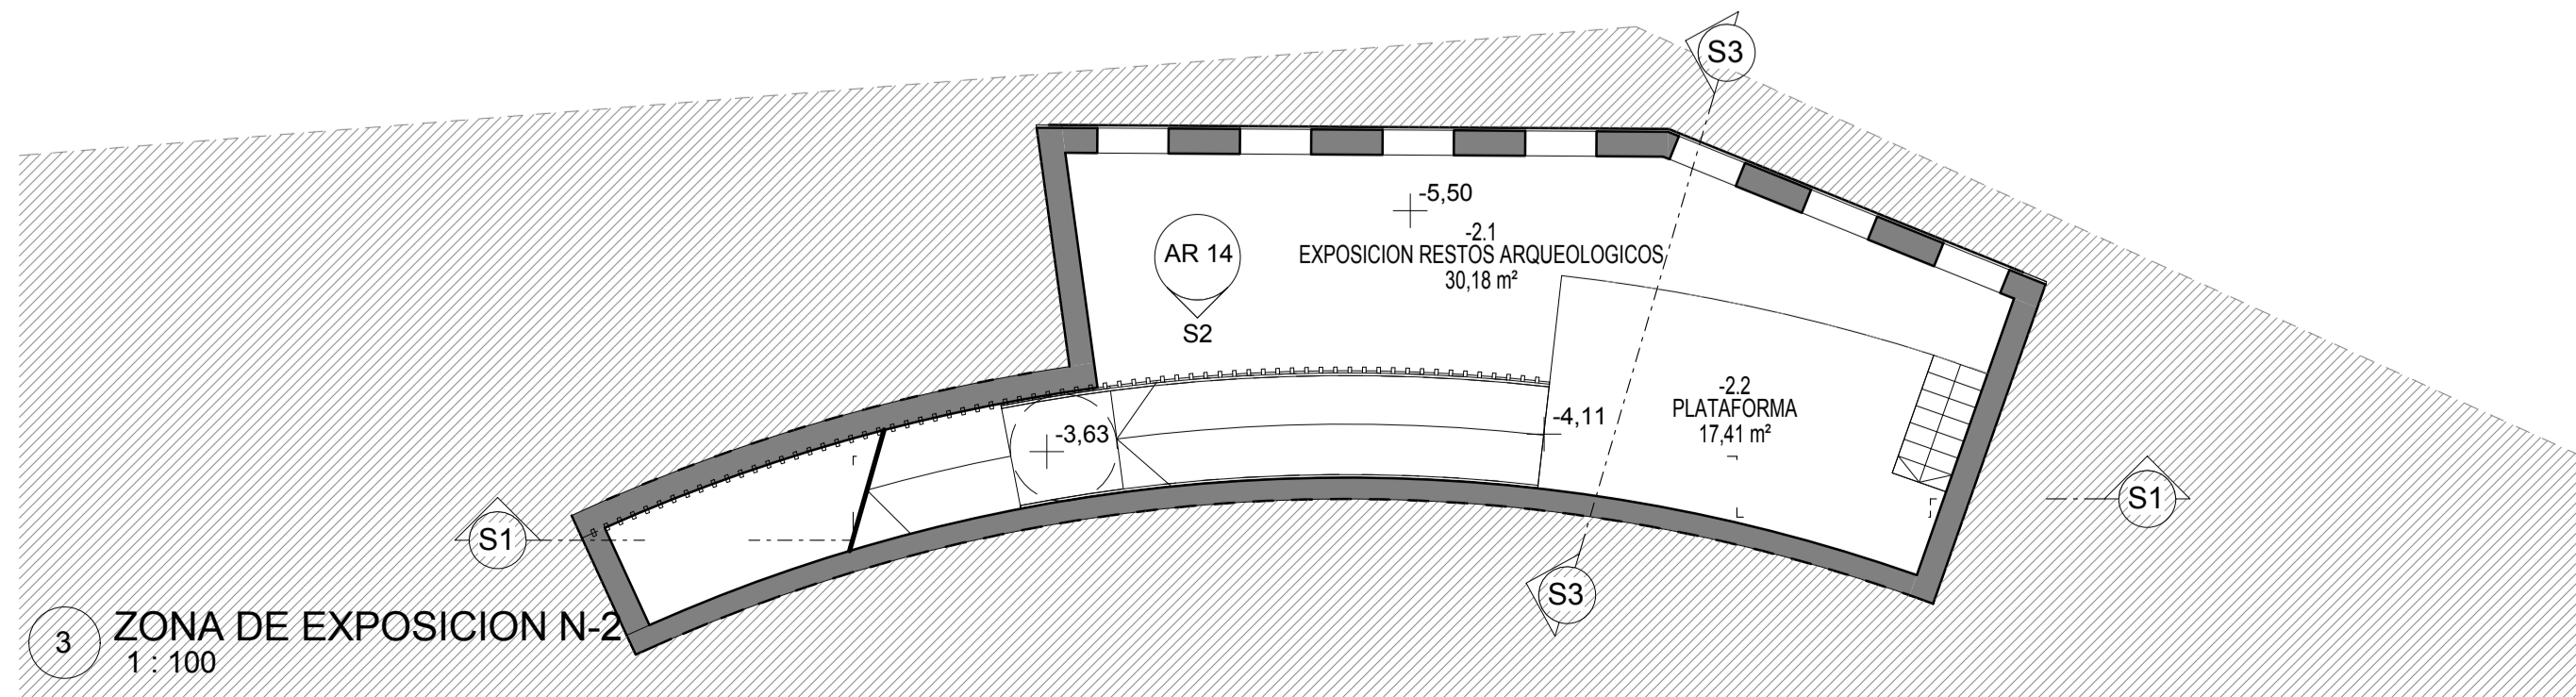 S3
-5,50
-2.1
EXPOSICION RESTOS ARQUEOLOGICOS
30,18 m²
AR 14
S2
-2.2
PLATAFORMA
17,41 m²
-4,11
-3,63
S1
S1
S3
3
ZONA DE EXPOSICION N-2
1 : 100